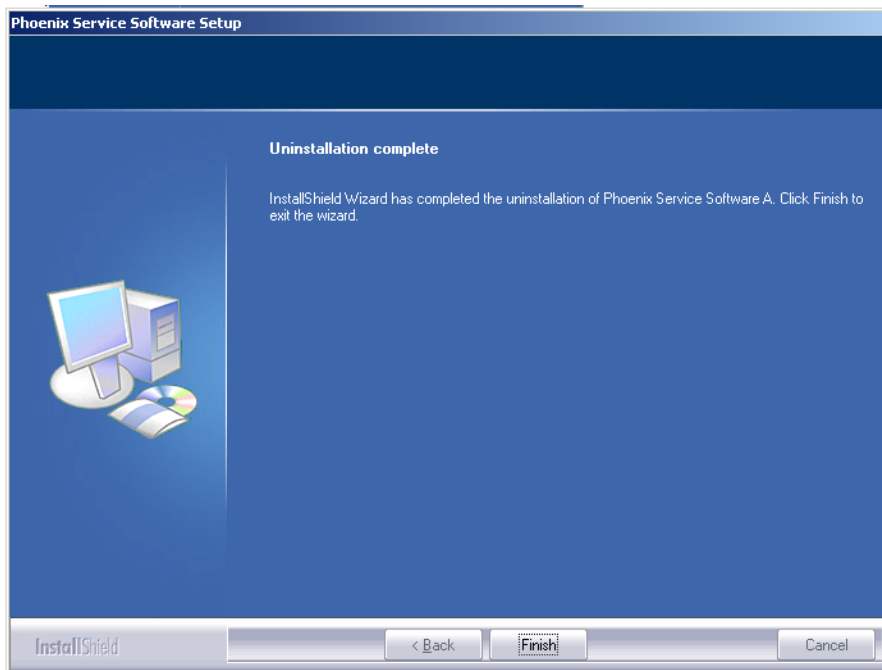 Phoenix Service Software Setup
Uninstallation complete
InstallShield Wizard has completed the uninstallation of Phoenix Service Software A. Click Finish to
exit the wizard.
InstallShield
< Back
Finish
Cancel